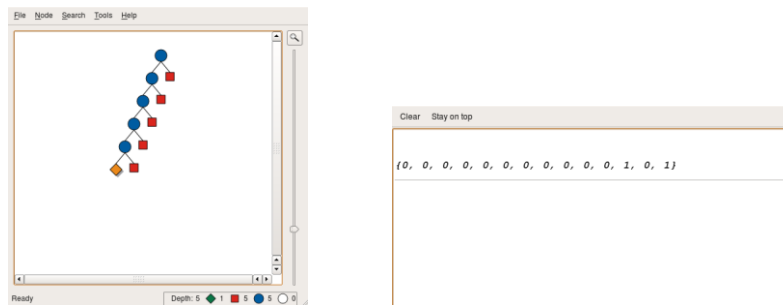 File Node Search Tools Help
Ready Depth: 5 1 5 5 0
Clear Stay on top
{0, 0, 0, 0, 0, 0, 0, 0, 0, 0, 0, 1, 0, 1}